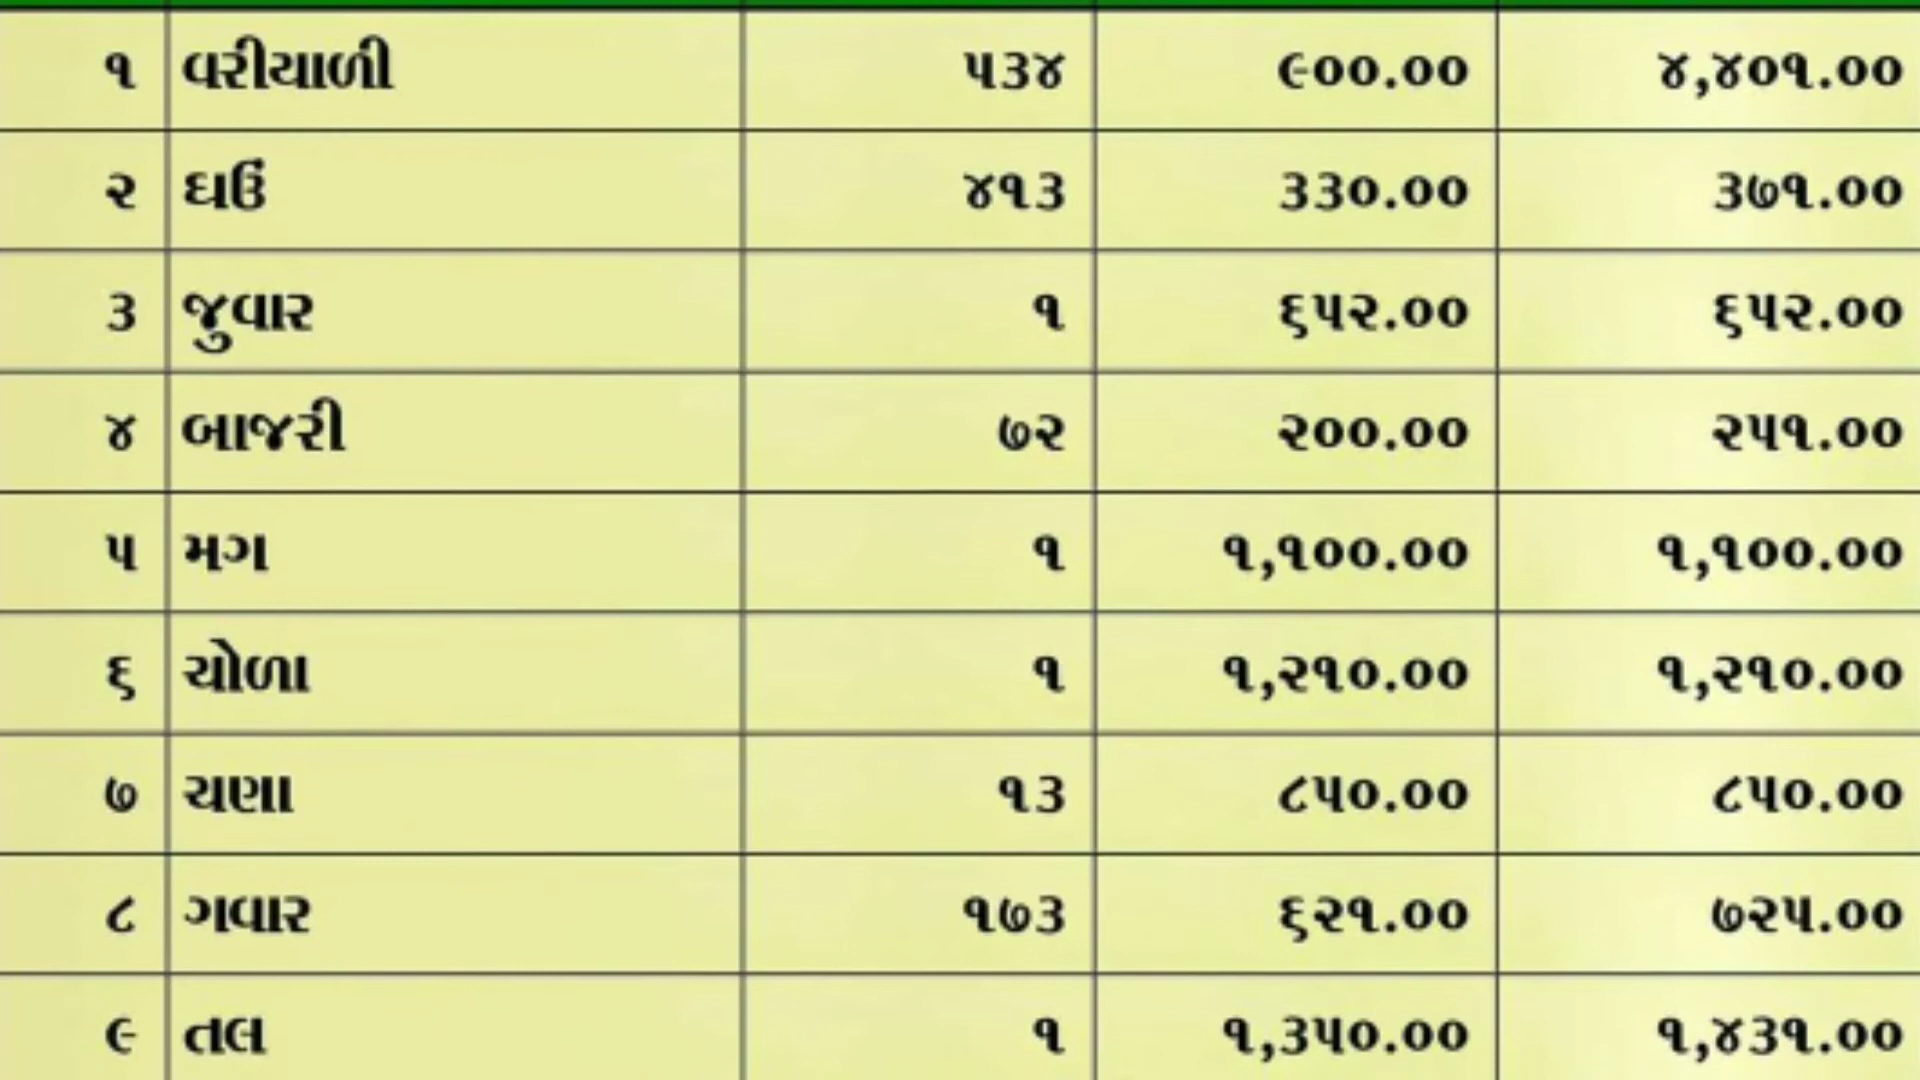 ૧ વરીયાળી ૫૩૪ ૯૦૦.૦૦ ૪,૪૦૧.૦૦
૨ ઘઉં ૪૧૩ ૩૩૦.૦૦ ૩૭૧.૦૦
૩ જુવાર ૧ ૬૫૨.૦૦ ૬૫૨.૦૦
૪ બાજરી ૭૨ ૨૦૦.૦૦ ૨૫૧.૦૦
૫ મગ ૧ ૧,૧૦૦.૦૦ ૧,૧૦૦.૦૦
૬ ચોળા ૧ ૧,૨૧૦.૦૦ ૧,૨૧૦.૦૦
૭ ચણા ૧૩ ૮૫૦.૦૦ ૮૫૦.૦૦
૮ ગવાર ૧૭૩ ૬૨૧.૦૦ ૭૨૫.૦૦
૯ તલ ૧ ૧,૩૫૦.૦૦ ૧,૪૩૧.૦૦